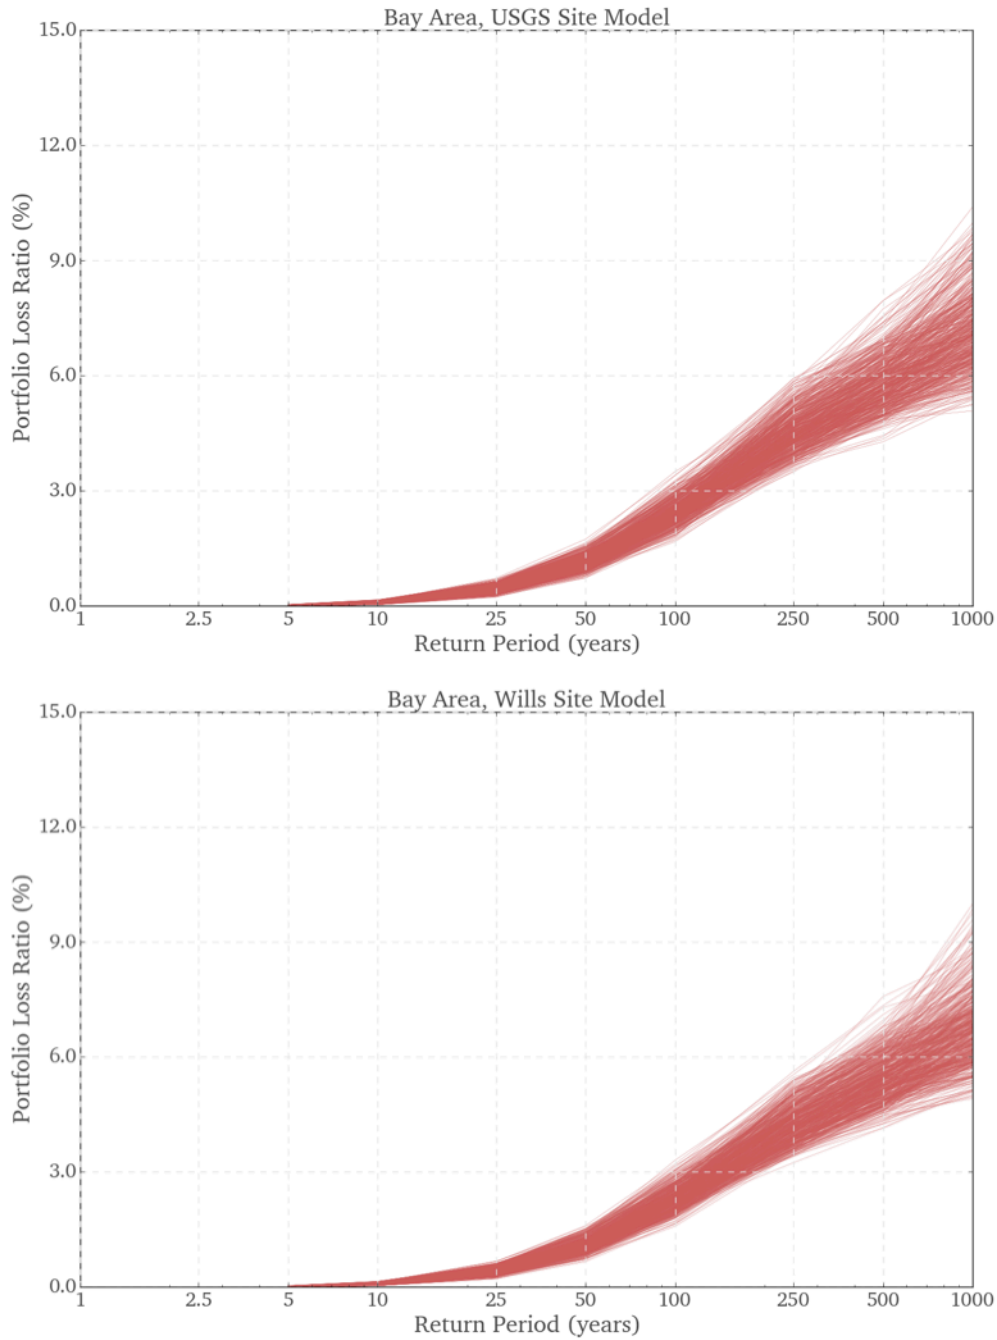 Bay Area, USGS Site Model
15.0
12.0
9.0
6.0
3.0
0.0
Portfolio Loss Ratio (%)
1 2.5 5 10 25 50 100 250 500 1000
Return Period (years)
Bay Area, Wills Site Model
15.0
12.0
9.0
6.0
3.0
0.0
Portfolio Loss Ratio (%)
1 2.5 5 10 25 50 100 250 500 1000
Return Period (years)